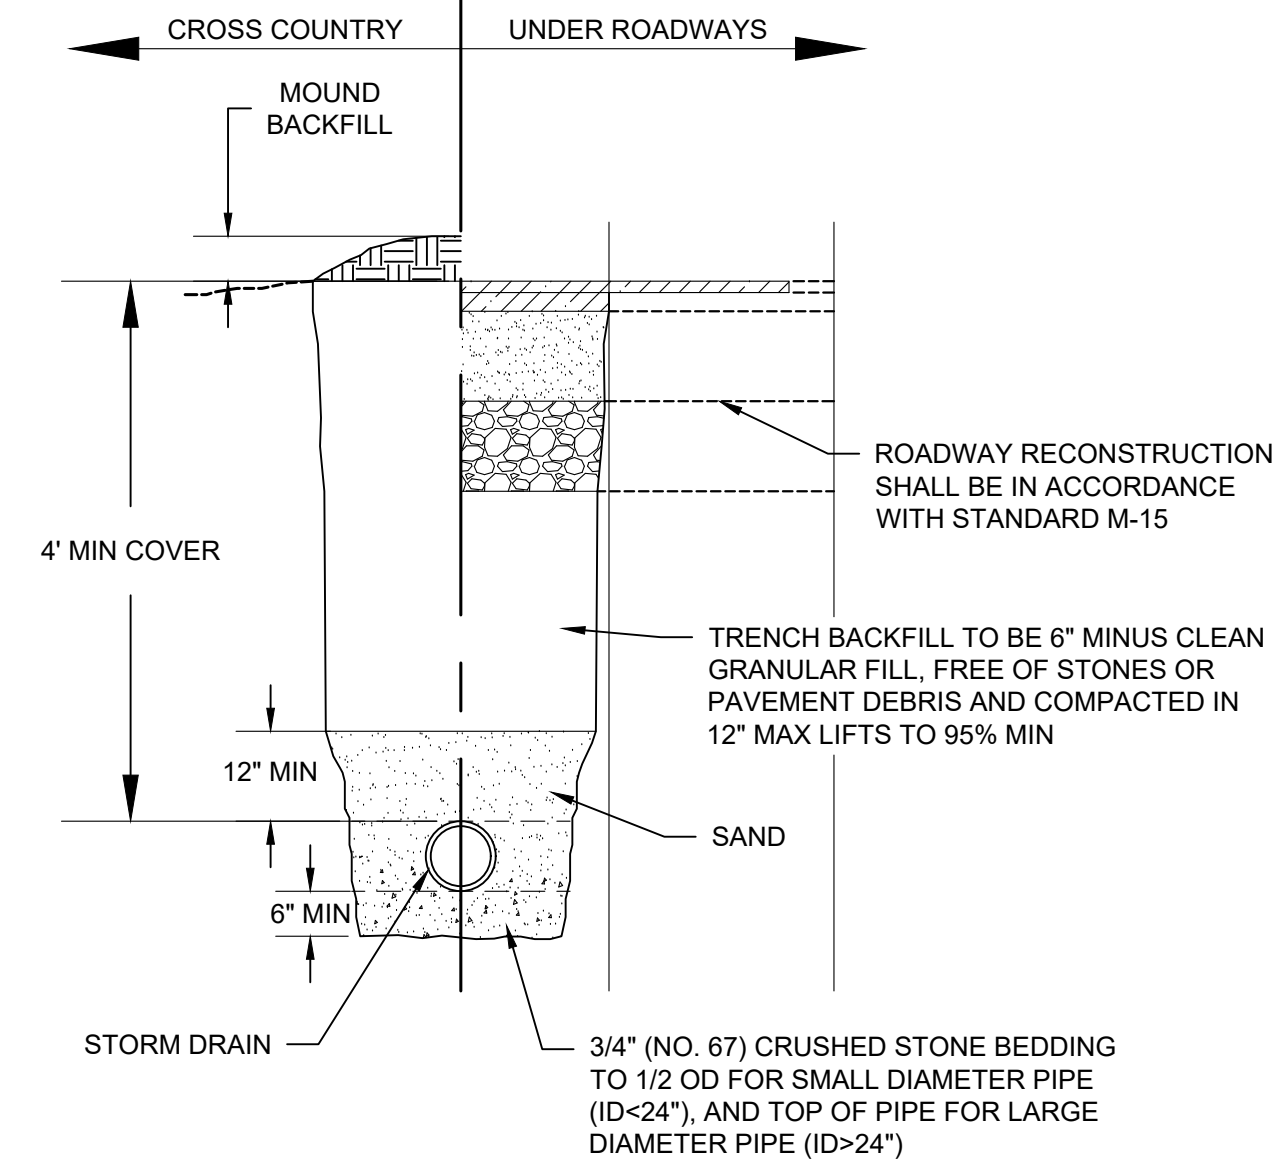 CROSS COUNTRY
UNDER ROADWAYS
MOUND
BACKFILL
ROADWAY RECONSTRUCTION
SHALL BE IN ACCORDANCE
WITH STANDARD M-15
4' MIN COVER
TRENCH BACKFILL TO BE 6" MINUS CLEAN
GRANULAR FILL, FREE OF STONES OR
PAVEMENT DEBRIS AND COMPACTED IN
12" MAX LIFTS TO 95% MIN
12" MIN
SAND
6" MIN
STORM DRAIN
3/4" (NO. 67) CRUSHED STONE BEDDING
TO 1/2 OD FOR SMALL DIAMETER PIPE
(ID<24"), AND TOP OF PIPE FOR LARGE
DIAMETER PIPE (ID>24")